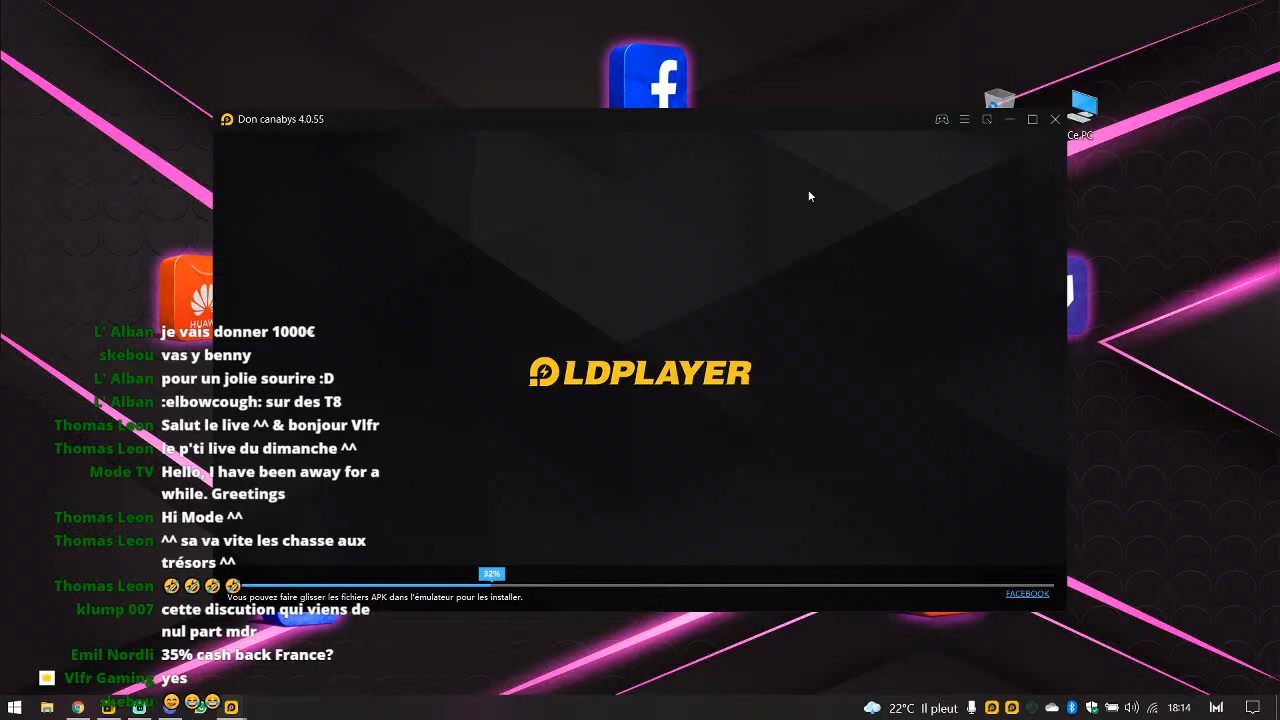 Don canabys 4.0.55
Ce PC
HUAW
L' Alban je vais donner 1000€
skebou vas y benny
L' Alban pour un jolie sourire :D
L' Alban :elbowcough: sur des T8
Thomas Leon Salut le live ^^ & bonjour Vlfr
Thomas Leon le p'ti live du dimanche ^^
Mode TV Hello, I have been away for a
while. Greetings
Thomas Leon Hi Mode ^^
Thomas Leon ^^ sa va vite les chasse aux
trésors ^^
Thomas Leon 🤣 🤣 🤣 🤣
klump 007 cette discution qui viens de
nul part mdr
Emil Nordli 35% cash back France?
Vlfr Gaming yes
skebou 😊 😂 😂
LDPLAYER
32%
Vous pouvez faire glisser les fichiers APK dans l'émulateur pour les installer.
FACEBOOK
22°C Il pleut
18:14